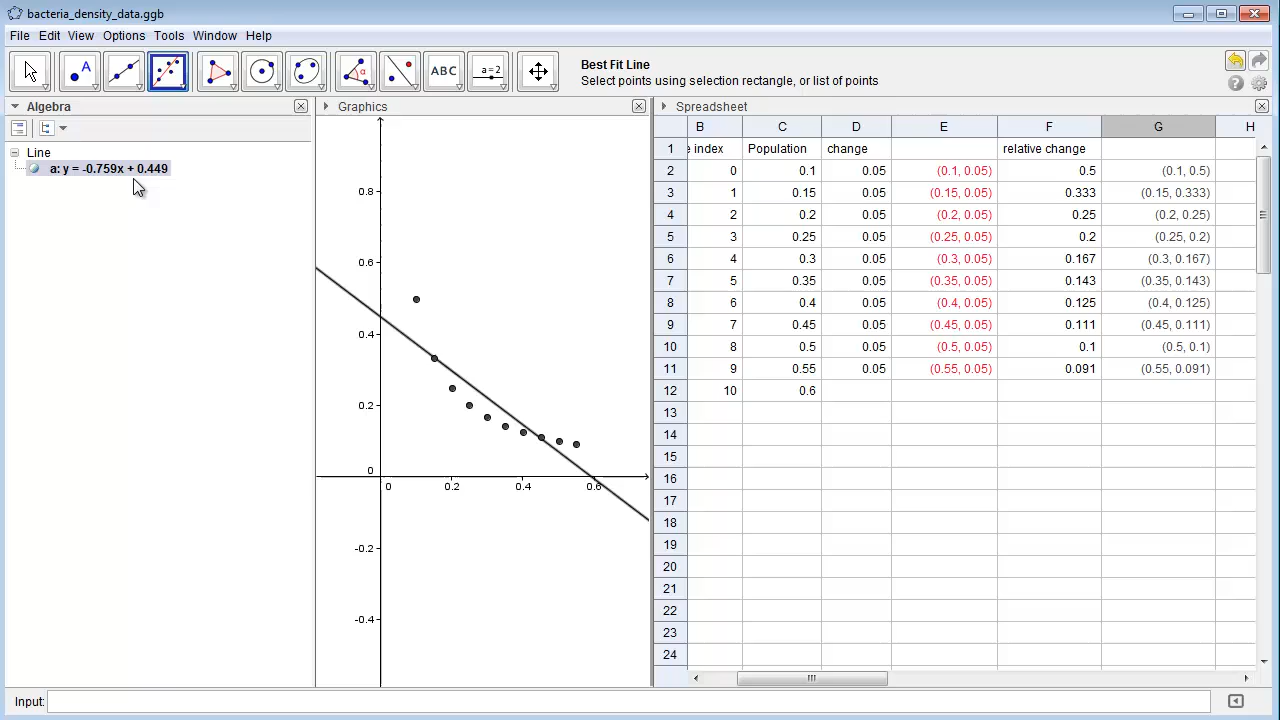 bacteria_density_data.ggb
File Edit View Options Tools Window Help
A
α
ABC
a=2
Best Fit Line
Select points using selection rectangle, or list of points.
Algebra
Graphics
Spreadsheet
Line
a: y = -0.759x + 0.449
0.8
0.6
0.4
0.2
0
-0.2
-0.4
0 0.2 0.4 0.6
B C D E F G H
1 e index Population change relative change
2 0 0.1 0.05 (0.1, 0.05) 0.5 (0.1, 0.5)
3 1 0.15 0.05 (0.15, 0.05) 0.333 (0.15, 0.333)
4 2 0.2 0.05 (0.2, 0.05) 0.25 (0.2, 0.25)
5 3 0.25 0.05 (0.25, 0.05) 0.2 (0.25, 0.2)
6 4 0.3 0.05 (0.3, 0.05) 0.167 (0.3, 0.167)
7 5 0.35 0.05 (0.35, 0.05) 0.143 (0.35, 0.143)
8 6 0.4 0.05 (0.4, 0.05) 0.125 (0.4, 0.125)
9 7 0.45 0.05 (0.45, 0.05) 0.111 (0.45, 0.111)
10 8 0.5 0.05 (0.5, 0.05) 0.1 (0.5, 0.1)
11 9 0.55 0.05 (0.55, 0.05) 0.091 (0.55, 0.091)
12 10 0.6
13
14
15
16
17
18
19
20
21
22
23
24
Input: